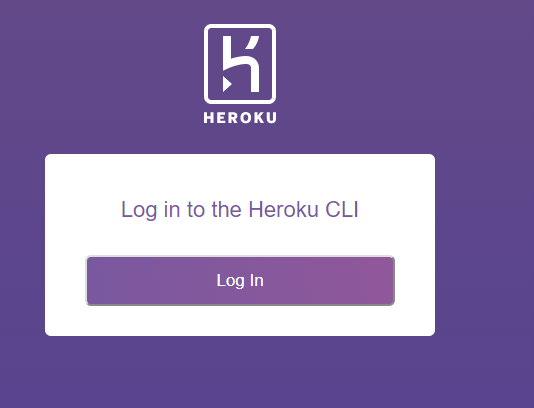 HEROKU
Log in to the Heroku CLI
Log In